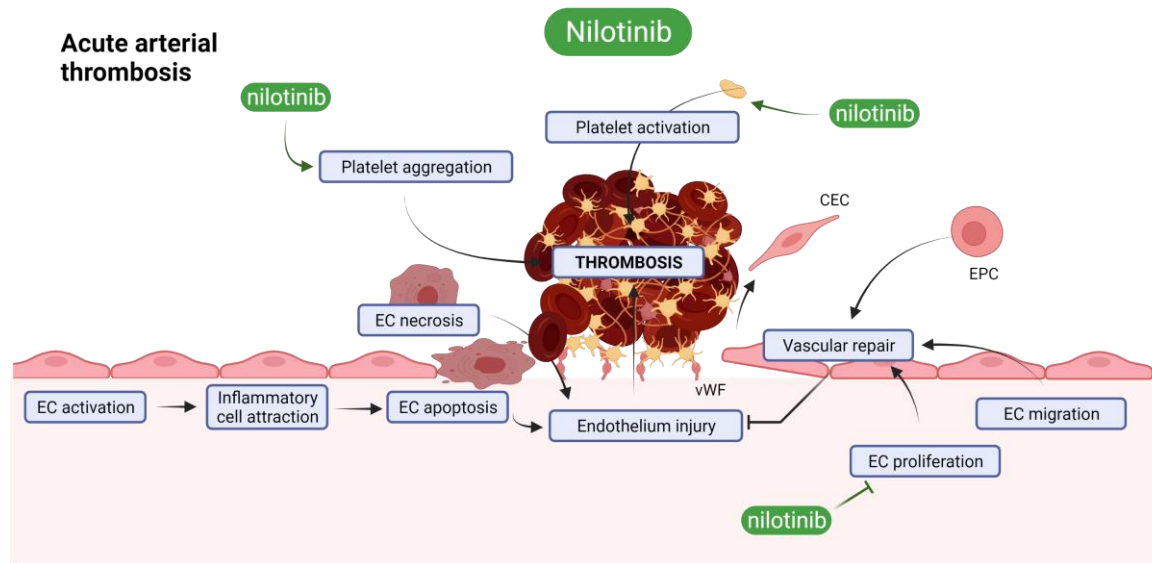 Nilotinib
Acute arterial
thrombosis
nilotinib
nilotinib
Platelet activation
Platelet aggregation
CEC
THROMBOSIS
EPC
EC necrosis
Vascular repair
vWF
EC activation
Inflammatory
cell attraction
EC apoptosis
Endothelium injury
EC migration
EC proliferation
nilotinib